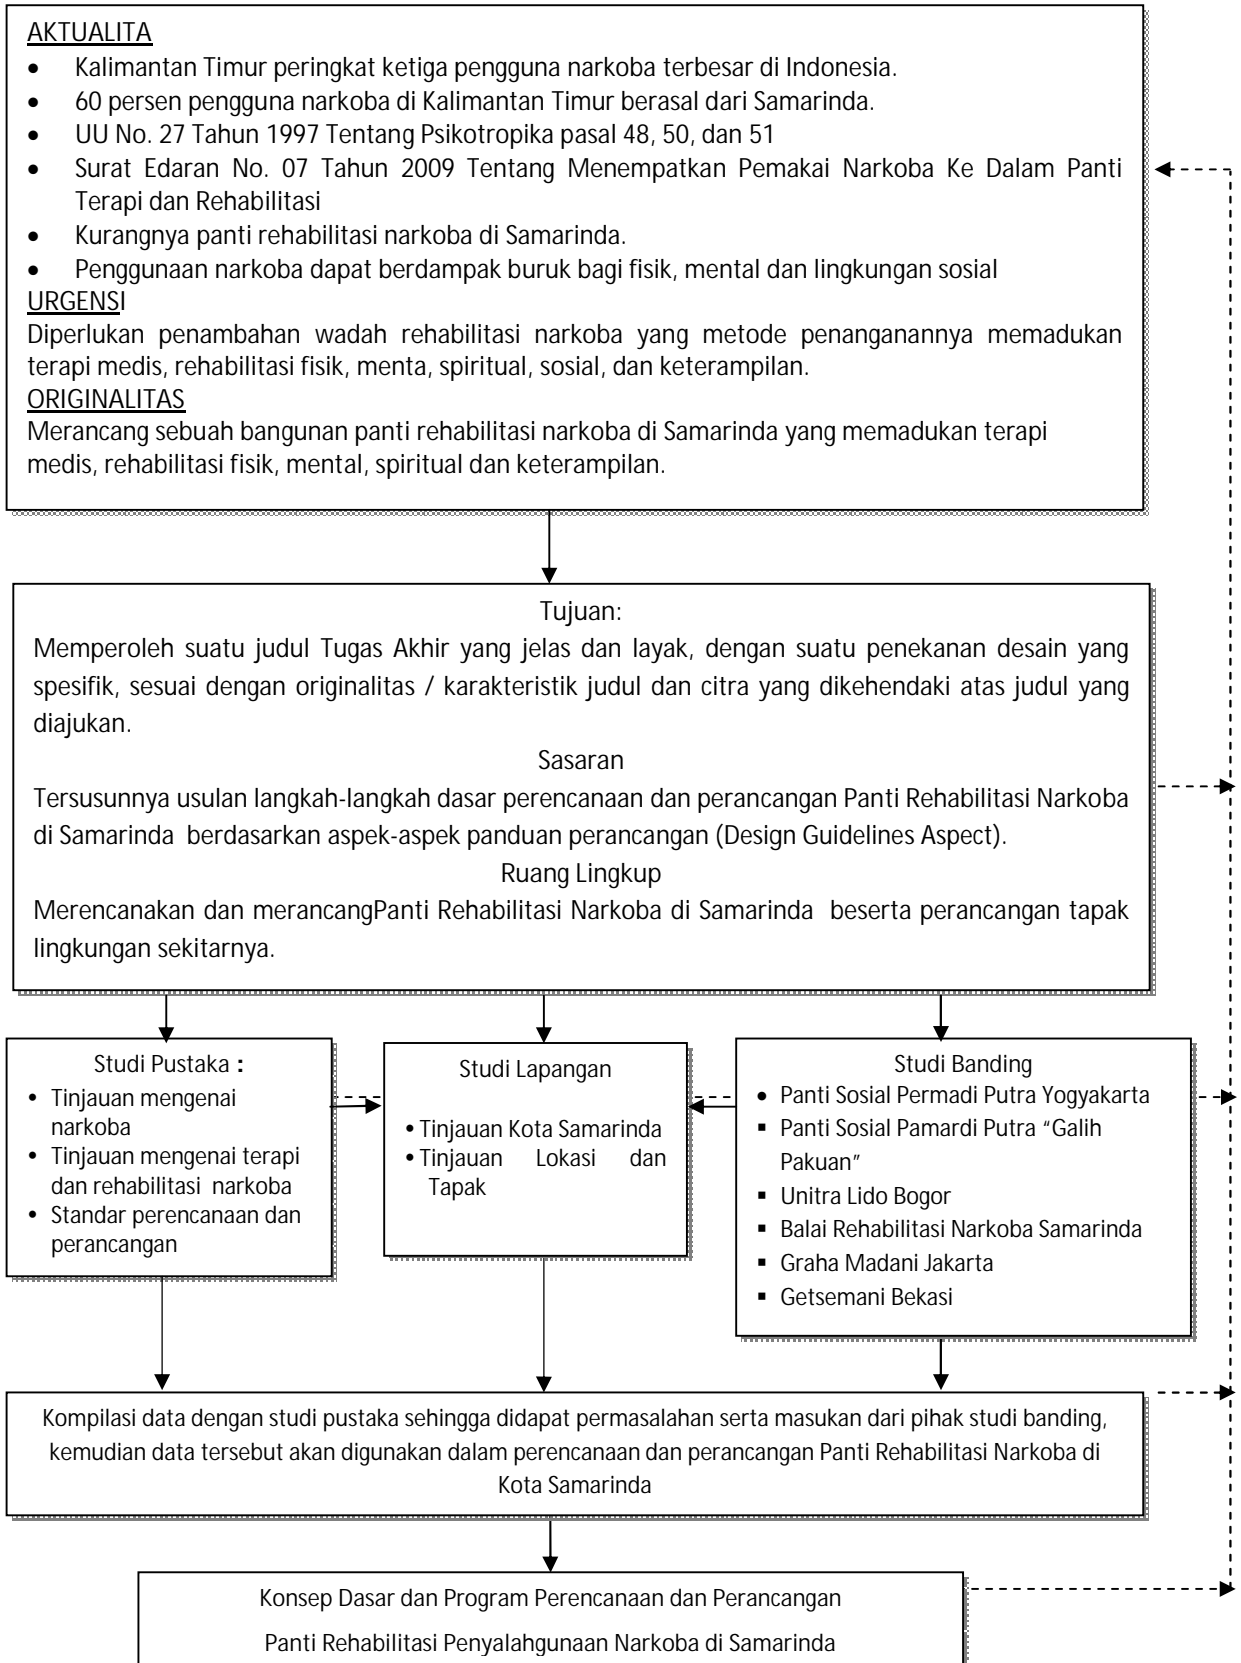 AKTUALITA
• Kalimantan Timur peringkat ketiga pengguna narkoba terbesar di Indonesia.
• 60 persen pengguna narkoba di Kalimantan Timur berasal dari Samarinda.
• UU No. 27 Tahun 1997 Tentang Psikotropika pasal 48, 50, dan 51
• Surat Edaran No. 07 Tahun 2009 Tentang Menempatkan Pemakai Narkoba Ke Dalam Panti
Terapi dan Rehabilitasi
• Kurangnya panti rehabilitasi narkoba di Samarinda.
• Penggunaan narkoba dapat berdampak buruk bagi fisik, mental dan lingkungan sosial
URGENSI
Diperlukan penambahan wadah rehabilitasi narkoba yang metode penanganannya memadukan
terapi medis, rehabilitasi fisik, menta, spiritual, sosial, dan keterampilan.
ORIGINALITAS
Merancang sebuah bangunan panti rehabilitasi narkoba di Samarinda yang memadukan terapi
medis, rehabilitasi fisik, mental, spiritual dan keterampilan.
Tujuan:
Memperoleh suatu judul Tugas Akhir yang jelas dan layak, dengan suatu penekanan desain yang
spesifik, sesuai dengan originalitas / karakteristik judul dan citra yang dikehendaki atas judul yang
diajukan.
Sasaran
Tersusunnya usulan langkah-langkah dasar perencanaan dan perancangan Panti Rehabilitasi Narkoba
di Samarinda berdasarkan aspek-aspek panduan perancangan (Design Guidelines Aspect).
Ruang Lingkup
Merencanakan dan merancangPanti Rehabilitasi Narkoba di Samarinda beserta perancangan tapak
lingkungan sekitarnya.
Studi Pustaka :
• Tinjauan mengenai
narkoba
• Tinjauan mengenai terapi
dan rehabilitasi narkoba
• Standar perencanaan dan
perancangan
Studi Lapangan
• Tinjauan Kota Samarinda
• Tinjauan Lokasi dan
Tapak
Studi Banding
• Panti Sosial Permadi Putra Yogyakarta
▪ Panti Sosial Pamardi Putra “Galih
Pakuan”
▪ Unitra Lido Bogor
▪ Balai Rehabilitasi Narkoba Samarinda
▪ Graha Madani Jakarta
▪ Getsemani Bekasi
Kompilasi data dengan studi pustaka sehingga didapat permasalahan serta masukan dari pihak studi banding,
kemudian data tersebut akan digunakan dalam perencanaan dan perancangan Panti Rehabilitasi Narkoba di
Kota Samarinda
Konsep Dasar dan Program Perencanaan dan Perancangan
Panti Rehabilitasi Penyalahgunaan Narkoba di Samarinda